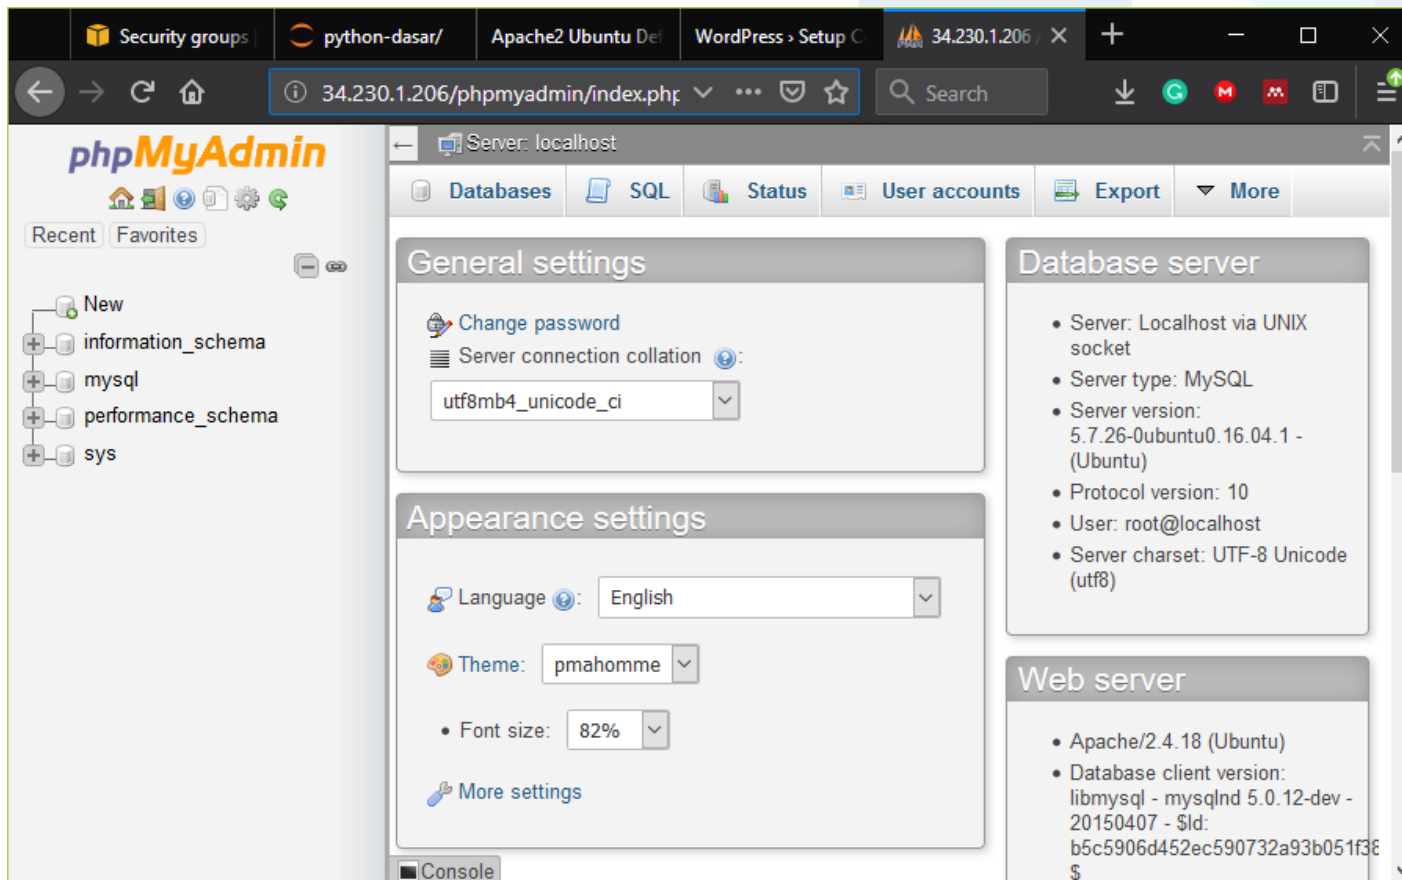 Security groups
python-dasar/
Apache2 Ubuntu Def
WordPress › Setup C
34.230.1.206 /
34.230.1.206/phpmyadmin/index.php
Search
phpMyAdmin
Recent
Favorites
New
information_schema
mysql
performance_schema
sys
Server: localhost
Databases
SQL
Status
User accounts
Export
More
General settings
Change password
Server connection collation :
utf8mb4_unicode_ci
Appearance settings
Language :
English
Theme:
pmahomme
• Font size:
82%
More settings
Console
Database server
• Server: Localhost via UNIX
socket
• Server type: MySQL
• Server version:
5.7.26-0ubuntu0.16.04.1 -
(Ubuntu)
• Protocol version: 10
• User: root@localhost
• Server charset: UTF-8 Unicode
(utf8)
Web server
• Apache/2.4.18 (Ubuntu)
• Database client version:
libmysql - mysqlnd 5.0.12-dev -
20150407 - $Id:
b5c5906d452ec590732a93b051f38
$